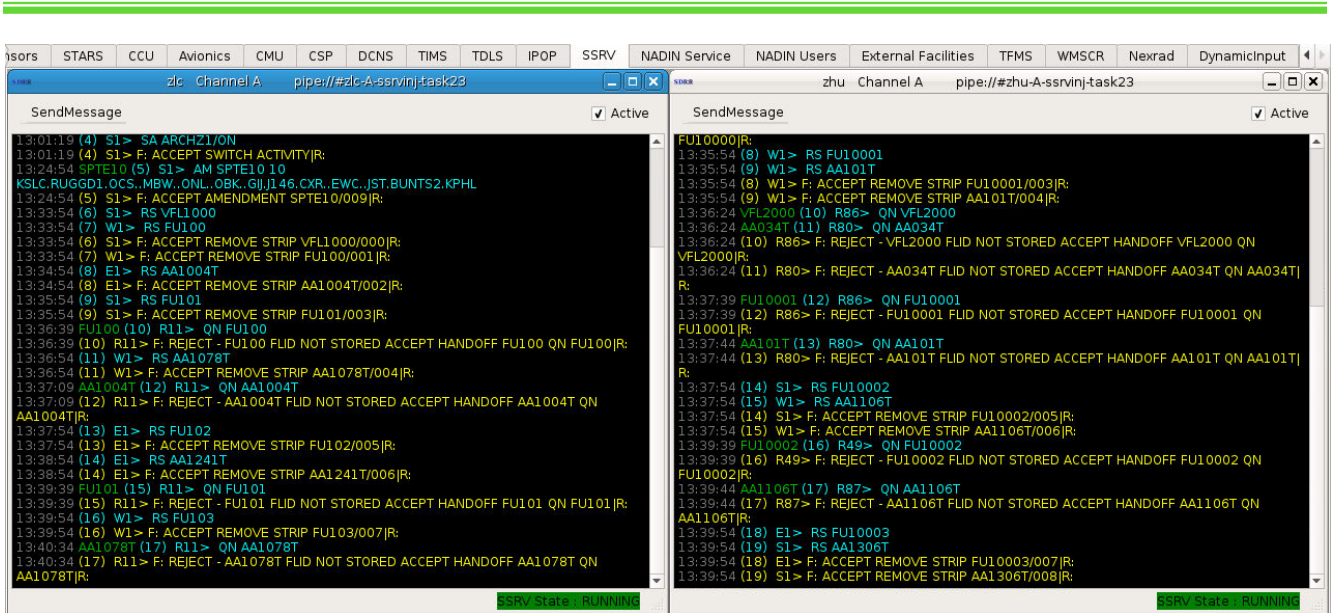 nsors STARS CCU Avionics CMU CSP DCNS TIMS TDLS IPOP SSRV NADIN Service NADIN Users External Facilities TFMS WMSCR Nexrad DynamicInput
SDRR zlc Channel A pipe://#zlc-A-ssrvinj-task23
SendMessage Active
13:01:19 (4) S1> SA ARCHZ1/ON
13:01:19 (4) S1> F: ACCEPT SWITCH ACTIVITY|R:
13:24:54 SPTE10 (5) S1> AM SPTE10 10
KSLC.RUGGD1.OCS..MBW..ONL..OBK..GIJ.J146.CXR..EWC..JST.BUNTS2.KPHL
13:24:54 (5) S1> F: ACCEPT AMENDMENT SPTE10/009|R:
13:33:54 (6) S1> RS VFL1000
13:33:54 (7) W1> RS FU100
13:33:54 (6) S1> F: ACCEPT REMOVE STRIP VFL1000/000|R:
13:33:54 (7) W1> F: ACCEPT REMOVE STRIP FU100/001|R:
13:34:54 (8) E1> RS AA1004T
13:34:54 (8) E1> F: ACCEPT REMOVE STRIP AA1004T/002|R:
13:35:54 (9) S1> RS FU101
13:35:54 (9) S1> F: ACCEPT REMOVE STRIP FU101/003|R:
13:36:39 FU100 (10) R11> QN FU100
13:36:39 (10) R11> F: REJECT - FU100 FLID NOT STORED ACCEPT HANDOFF FU100 QN FU100|R:
13:36:54 (11) W1> RS AA1078T
13:36:54 (11) W1> F: ACCEPT REMOVE STRIP AA1078T/004|R:
13:37:09 AA1004T (12) R11> QN AA1004T
13:37:09 (12) R11> F: REJECT - AA1004T FLID NOT STORED ACCEPT HANDOFF AA1004T QN
AA1004T|R:
13:37:54 (13) E1> RS FU102
13:37:54 (13) E1> F: ACCEPT REMOVE STRIP FU102/005|R:
13:38:54 (14) E1> RS AA1241T
13:38:54 (14) E1> F: ACCEPT REMOVE STRIP AA1241T/006|R:
13:39:39 FU101 (15) R11> QN FU101
13:39:39 (15) R11> F: REJECT - FU101 FLID NOT STORED ACCEPT HANDOFF FU101 QN FU101|R:
13:39:54 (16) W1> RS FU103
13:39:54 (16) W1> F: ACCEPT REMOVE STRIP FU103/007|R:
13:40:34 AA1078T (17) R11> QN AA1078T
13:40:34 (17) R11> F: REJECT - AA1078T FLID NOT STORED ACCEPT HANDOFF AA1078T QN
AA1078T|R:
SSRV State : RUNNING
SDRR zhu Channel A pipe://#zhu-A-ssrvinj-task23
SendMessage Active
FU10000|R:
13:35:54 (8) W1> RS FU10001
13:35:54 (9) W1> RS AA101T
13:35:54 (8) W1> F: ACCEPT REMOVE STRIP FU10001/003|R:
13:35:54 (9) W1> F: ACCEPT REMOVE STRIP AA101T/004|R:
13:36:24 VFL2000 (10) R86> QN VFL2000
13:36:24 AA034T (11) R80> QN AA034T
13:36:24 (10) R86> F: REJECT - VFL2000 FLID NOT STORED ACCEPT HANDOFF VFL2000 QN
VFL2000|R:
13:36:24 (11) R80> F: REJECT - AA034T FLID NOT STORED ACCEPT HANDOFF AA034T QN AA034T|
R:
13:37:39 FU10001 (12) R86> QN FU10001
13:37:39 (12) R86> F: REJECT - FU10001 FLID NOT STORED ACCEPT HANDOFF FU10001 QN
FU10001|R:
13:37:44 AA101T (13) R80> QN AA101T
13:37:44 (13) R80> F: REJECT - AA101T FLID NOT STORED ACCEPT HANDOFF AA101T QN AA101T|
R:
13:37:54 (14) S1> RS FU10002
13:37:54 (15) W1> RS AA1106T
13:37:54 (14) S1> F: ACCEPT REMOVE STRIP FU10002/005|R:
13:37:54 (15) W1> F: ACCEPT REMOVE STRIP AA1106T/006|R:
13:39:39 FU10002 (16) R49> QN FU10002
13:39:39 (16) R49> F: REJECT - FU10002 FLID NOT STORED ACCEPT HANDOFF FU10002 QN
FU10002|R:
13:39:44 AA1106T (17) R87> QN AA1106T
13:39:44 (17) R87> F: REJECT - AA1106T FLID NOT STORED ACCEPT HANDOFF AA1106T QN
AA1106T|R:
13:39:54 (18) E1> RS FU10003
13:39:54 (19) S1> RS AA1306T
13:39:54 (18) E1> F: ACCEPT REMOVE STRIP FU10003/007|R:
13:39:54 (19) S1> F: ACCEPT REMOVE STRIP AA1306T/008|R:
SSRV State : RUNNING